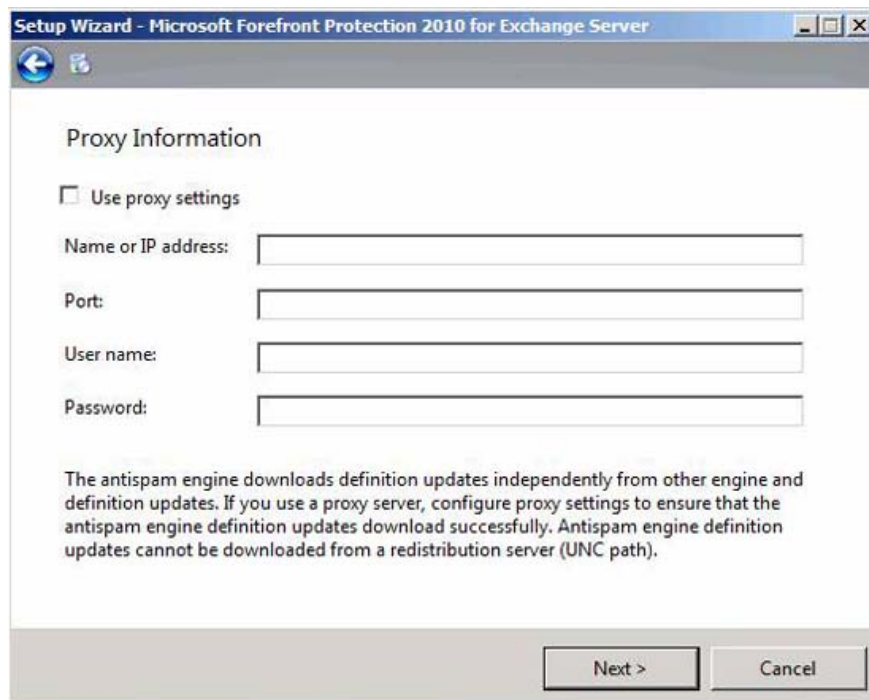 Setup Wizard - Microsoft Forefront Protection 2010 for Exchange Server
Proxy Information
Use proxy settings
Name or IP address:
Port:
User name:
Password:
The antispam engine downloads definition updates independently from other engine and
definition updates. If you use a proxy server, configure proxy settings to ensure that the
antispam engine definition updates download successfully. Antispam engine definition
updates cannot be downloaded from a redistribution server (UNC path).
Next >
Cancel